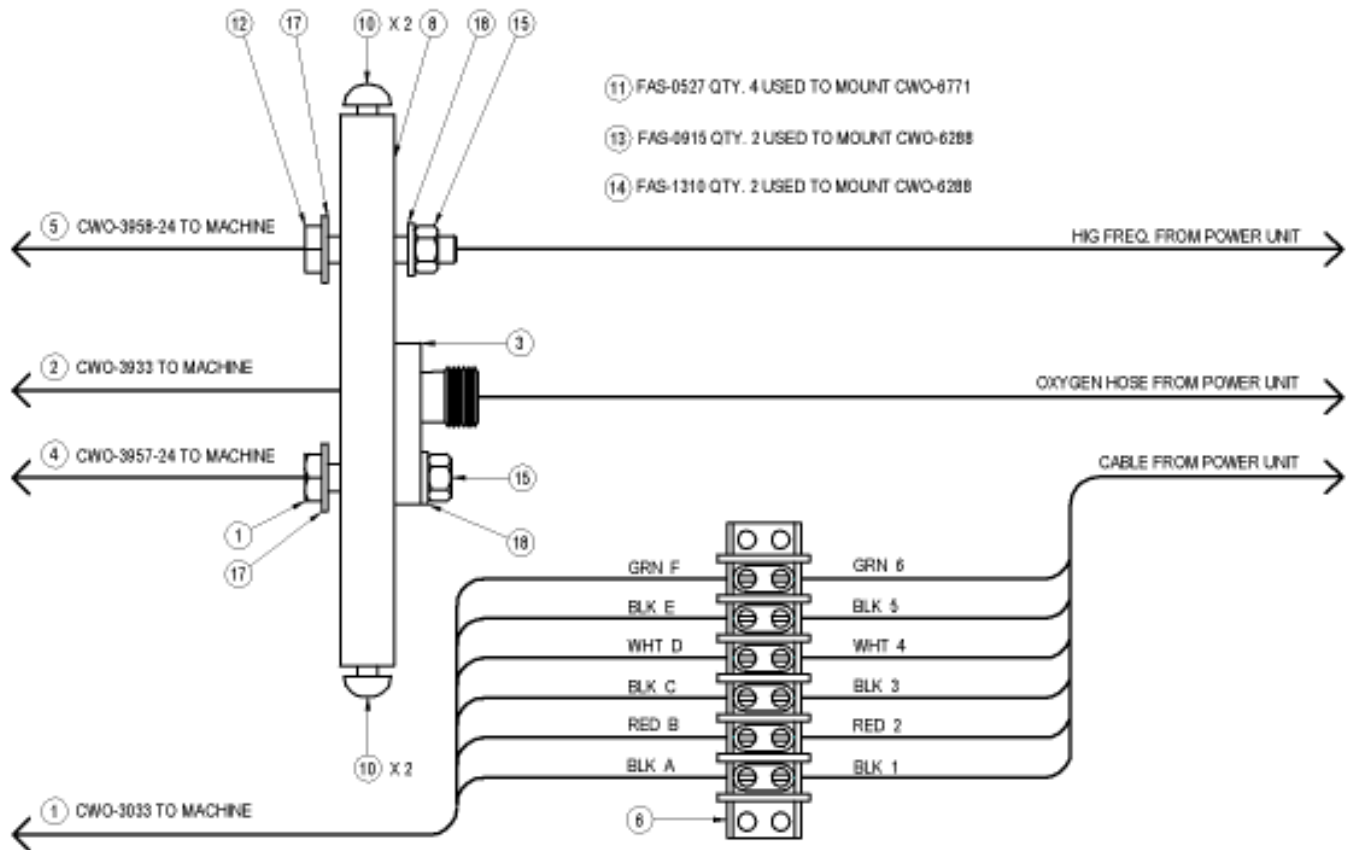 12 17 10 X 2 8 18 15
11 FAS-0527 QTY. 4 USED TO MOUNT CWO-6771
13 FAS-0915 QTY. 2 USED TO MOUNT CWO-6288
14 FAS-1310 QTY. 2 USED TO MOUNT CWO-6288
5 CWO-3958-24 TO MACHINE
HIG FREQ. FROM POWER UNIT
3
2 CWO-3933 TO MACHINE
OXYGEN HOSE FROM POWER UNIT
4 CWO-3957-24 TO MACHINE
CABLE FROM POWER UNIT
15
1
18
17
GRN F GRN 6
BLK E BLK 5
WHT D WHT 4
BLK C BLK 3
RED B RED 2
BLK A BLK 1
10 X 2
1 CWO-3033 TO MACHINE
6